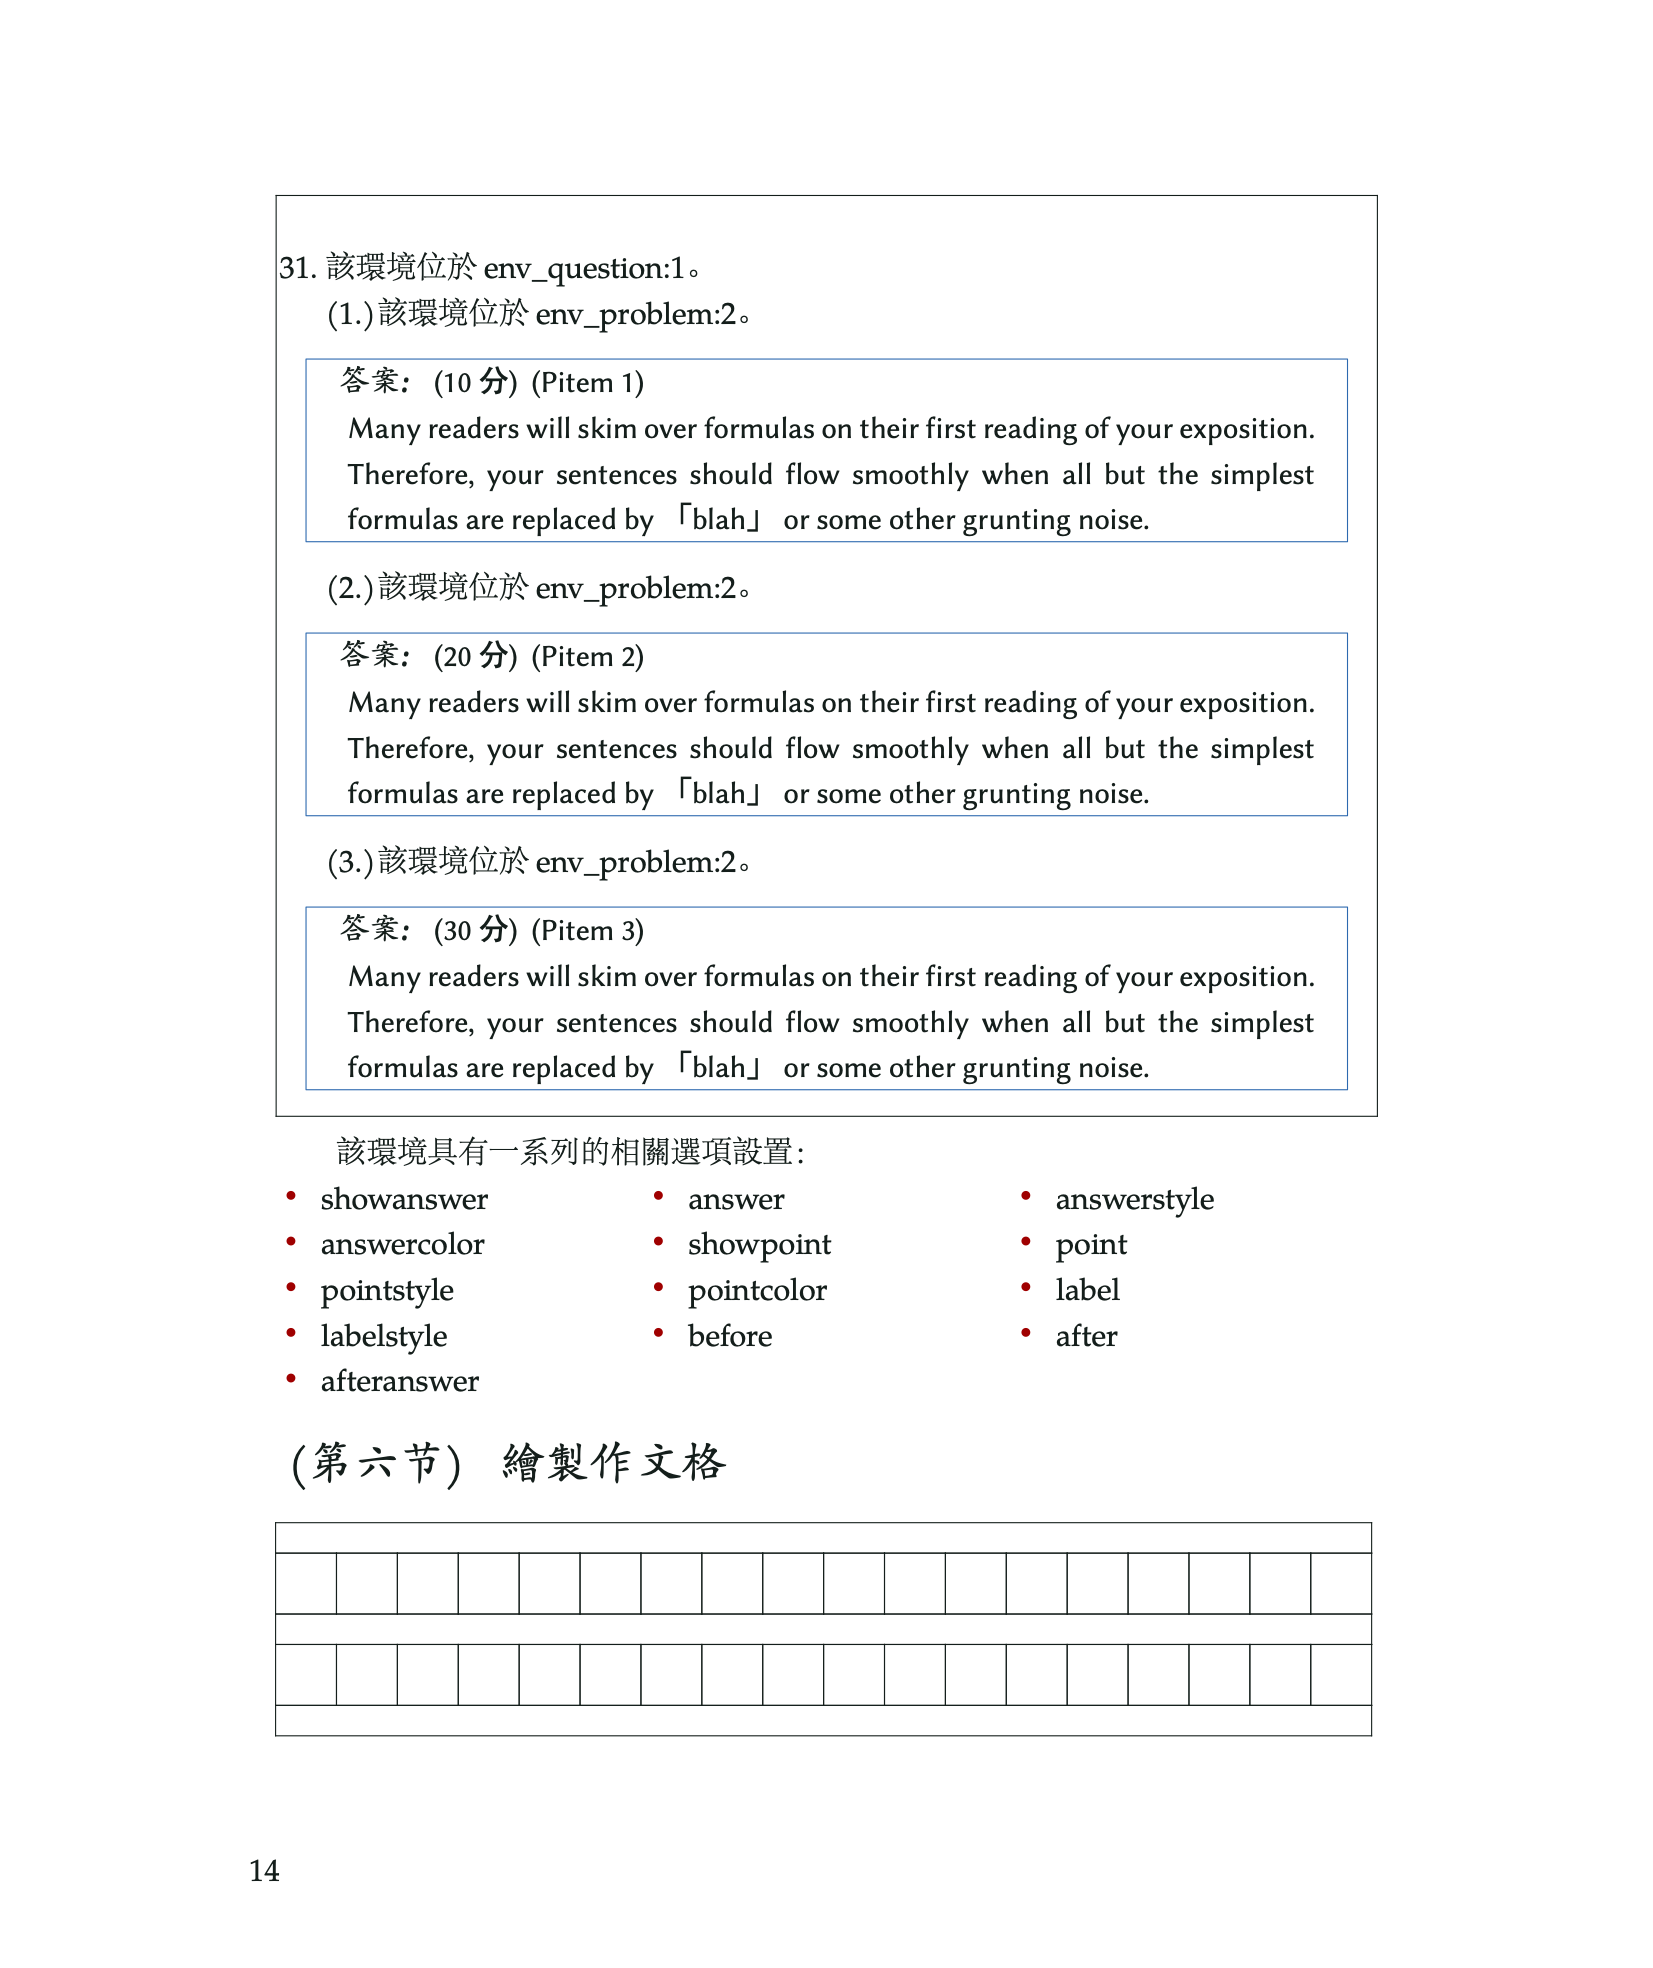 31. 該環境位於 env_question:1。
(1.)該環境位於 env_problem:2。
答案： (10 分) (Pitem 1)
Many readers will skim over formulas on their first reading of your exposition.
Therefore, your sentences should flow smoothly when all but the simplest
formulas are replaced by 「blah」 or some other grunting noise.
(2.)該環境位於 env_problem:2。
答案： (20 分) (Pitem 2)
Many readers will skim over formulas on their first reading of your exposition.
Therefore, your sentences should flow smoothly when all but the simplest
formulas are replaced by 「blah」 or some other grunting noise.
(3.)該環境位於 env_problem:2。
答案： (30 分) (Pitem 3)
Many readers will skim over formulas on their first reading of your exposition.
Therefore, your sentences should flow smoothly when all but the simplest
formulas are replaced by 「blah」 or some other grunting noise.
該環境具有一系列的相關選項設置：
• showanswer • answer • answerstyle
• answercolor • showpoint • point
• pointstyle • pointcolor • label
• labelstyle • before • after
• afteranswer
(第六节) 繪製作文格
14